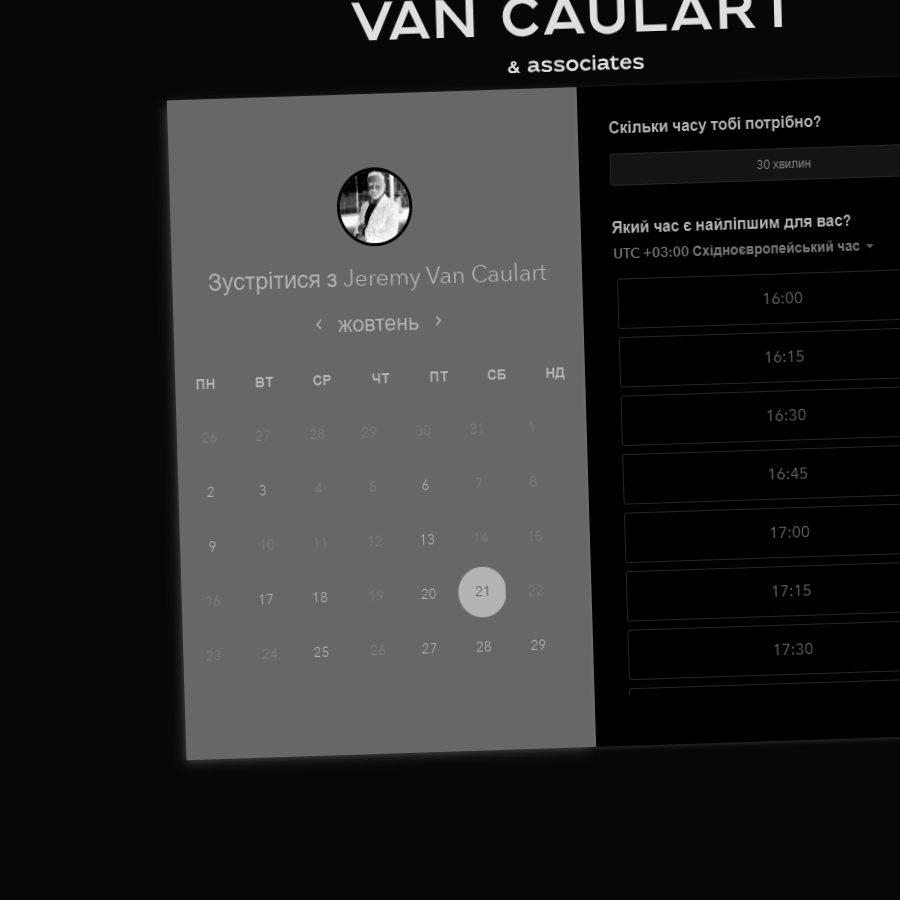 VAN CAULART
& associates
Зустрітися з Jeremy Van Caulart
жовтень
ПН ВТ СР ЧТ ПТ СБ НД
26 27 28 29 30 31 1
2 3 4 5 6 7 8
9 10 11 12 13 14 15
16 17 18 19 20 21 22
23 24 25 26 27 28 29
Скільки часу тобі потрібно?
30 хвилин
Який час є найліпшим для вас?
UTC +03:00 Східноєвропейський час
16:00
16:15
16:30
16:45
17:00
17:15
17:30